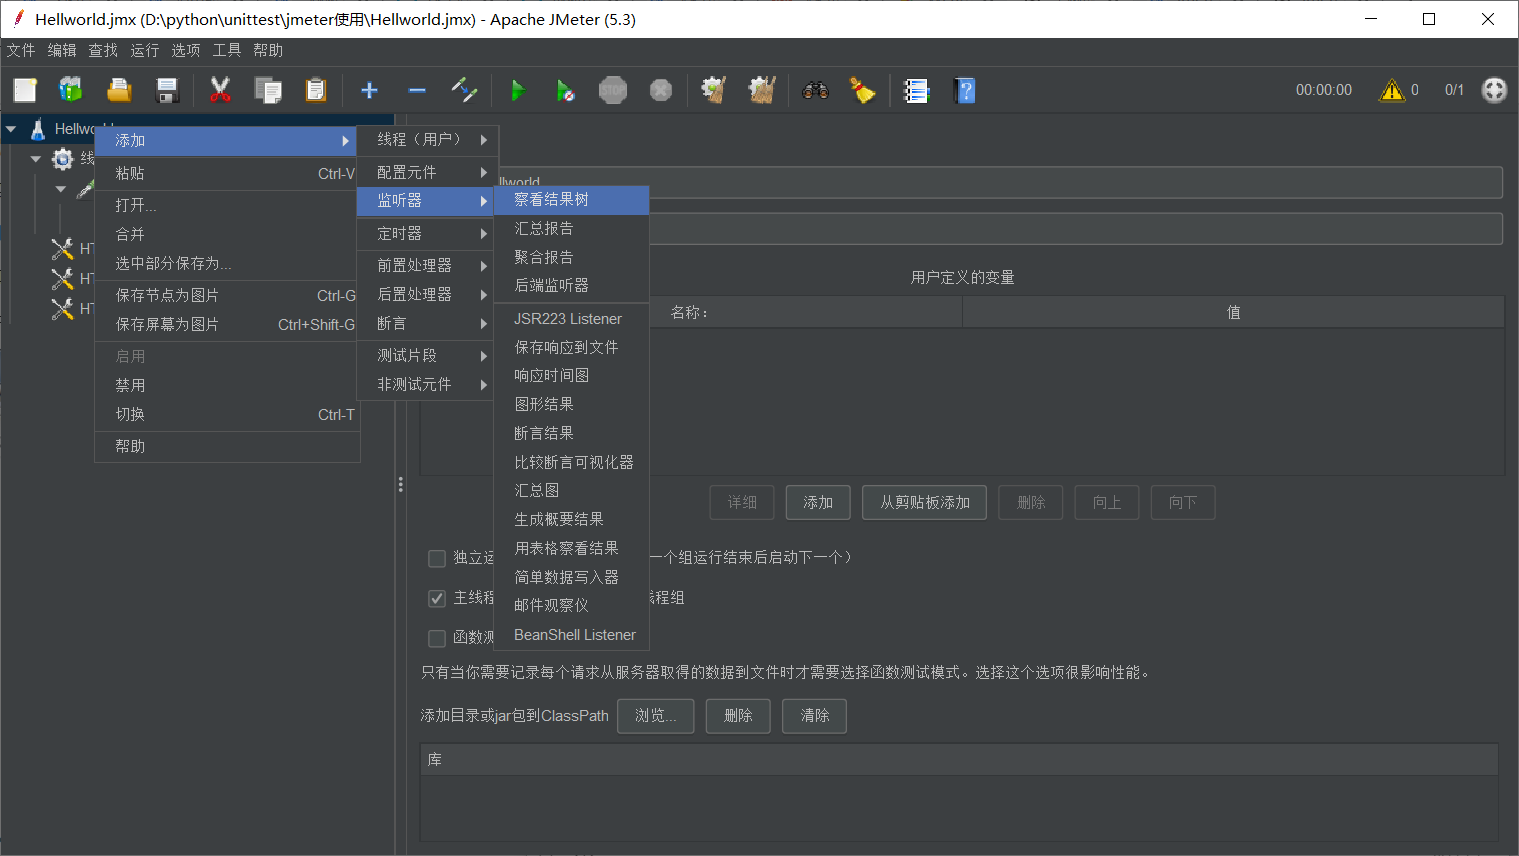 Hellworld.jmx (D:\python\unittest\jmeter使用\Hellworld.jmx) - Apache JMeter (5.3)
文件 编辑 查找 运行 选项 工具 帮助
STOP
00:00:00 0 0/1
添加
粘贴 Ctrl-V
打开...
合并
选中部分保存为...
保存节点为图片 Ctrl-G
保存屏幕为图片 Ctrl+Shift-G
启用
禁用
切换 Ctrl-T
帮助
线程（用户）
配置元件
监听器
定时器
前置处理器
后置处理器
断言
测试片段
非测试元件
察看结果树
汇总报告
聚合报告
后端监听器
JSR223 Listener
保存响应到文件
响应时间图
图形结果
断言结果
比较断言可视化器
汇总图
生成概要结果
用表格察看结果
简单数据写入器
邮件观察仪
BeanShell Listener
用户定义的变量
名称： 值
详细 添加 从剪贴板添加 删除 向上 向下
独立运 一个组运行结束后启动下一个）
主线程 线程组
函数测
只有当你需要记录每个请求从服务器取得的数据到文件时才需要选择函数测试模式。选择这个选项很影响性能。
添加目录或jar包到ClassPath 浏览... 删除 清除
库